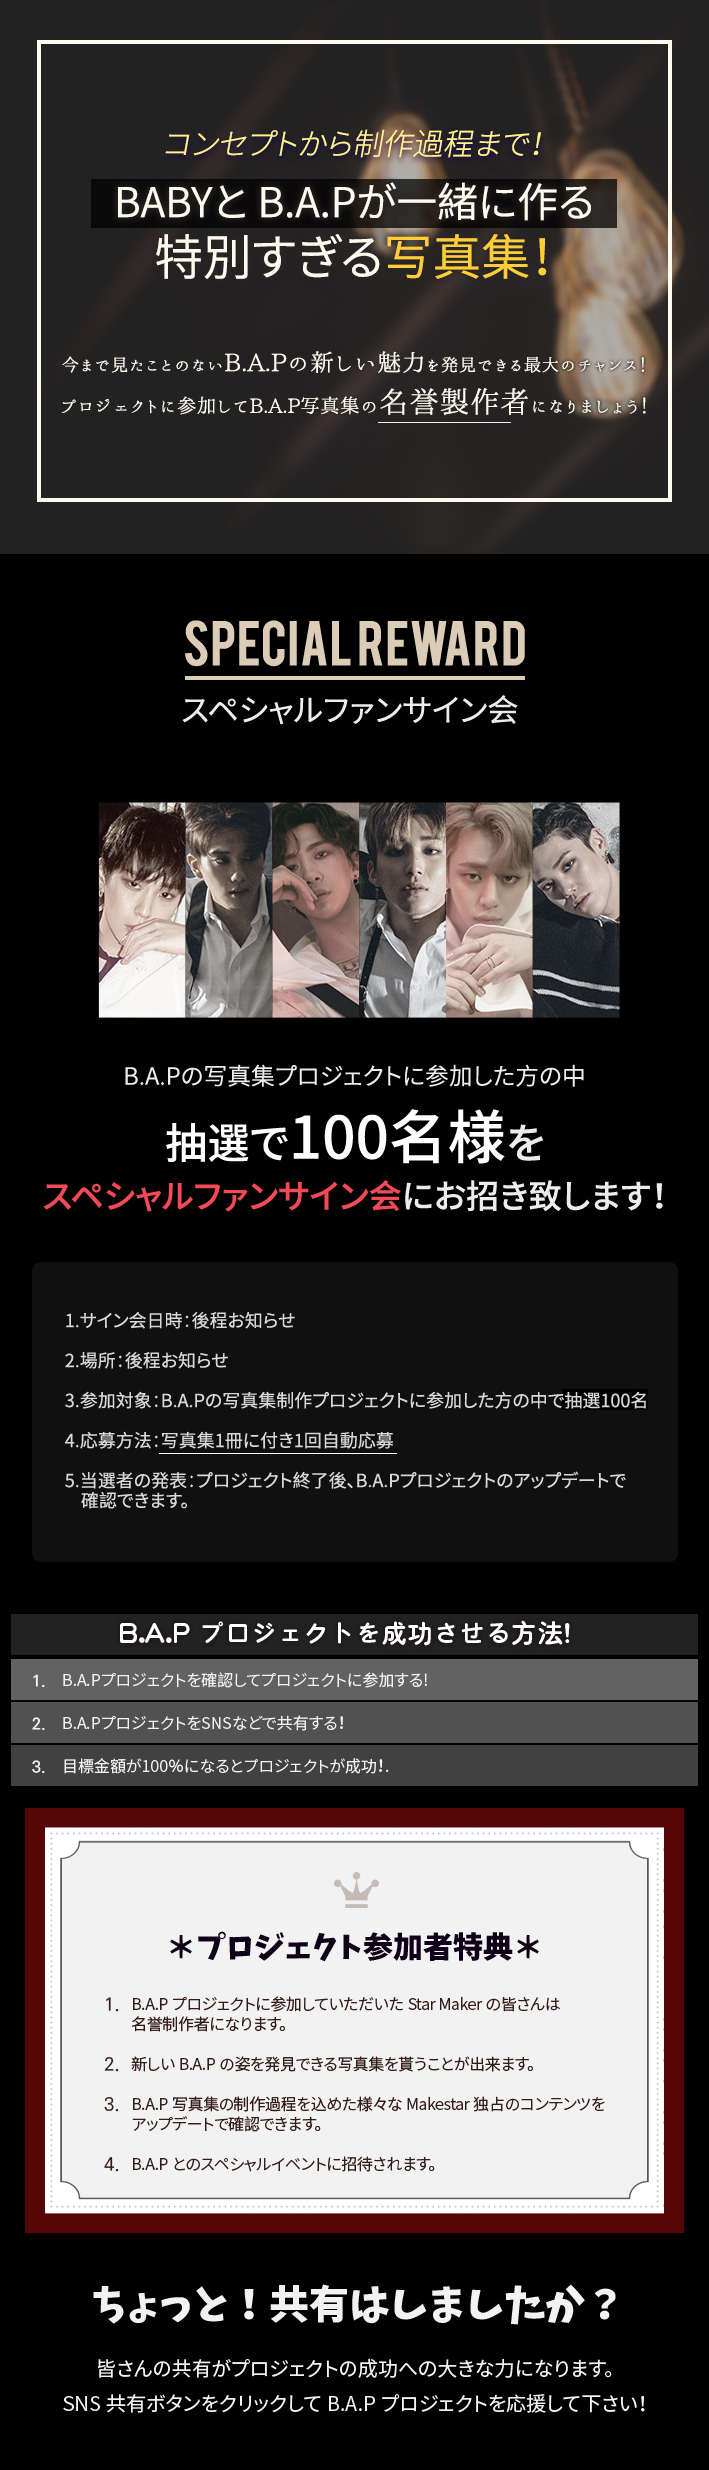 コンセプトから制作過程まで!
BABYと B.A.Pが一緒に作る
特別すぎる写真集!
今まで見たことのないB.A.Pの新しい魅力を発見できる最大のチャンス!
プロジェクトに参加してB.A.P写真集の名誉製作者になりましょう!
SPECIAL REWARD
スペシャルファンサイン会
B.A.Pの写真集プロジェクトに参加した方の中
抽選で100名様を
スペシャルファンサイン会にお招き致します!
1.サイン会日時:後程お知らせ
2.場所:後程お知らせ
3.参加対象:B.A.Pの写真集制作プロジェクトに参加した方の中で抽選100名
4.応募方法:写真集1冊に付き1回自動応募
5.当選者の発表:プロジェクト終了後、B.A.Pプロジェクトのアップデートで
確認できます。
B.A.P プロジェクトを成功させる方法!
1. B.A.Pプロジェクトを確認してプロジェクトに参加する!
2. B.A.PプロジェクトをSNSなどで共有する!
3. 目標金額が100%になるとプロジェクトが成功!.
＊プロジェクト参加者特典＊
1. B.A.P プロジェクトに参加していただいた Star Maker の皆さんは
名誉制作者になります。
2. 新しい B.A.P の姿を発見できる写真集を貰うことが出来ます。
3. B.A.P 写真集の制作過程を込めた様々な Makestar 独占のコンテンツを
アップデートで確認できます。
4. B.A.P とのスペシャルイベントに招待されます。
ちょっと！共有はしましたか？
皆さんの共有がプロジェクトの成功への大きな力になります。
SNS 共有ボタンをクリックして B.A.P プロジェクトを応援して下さい!